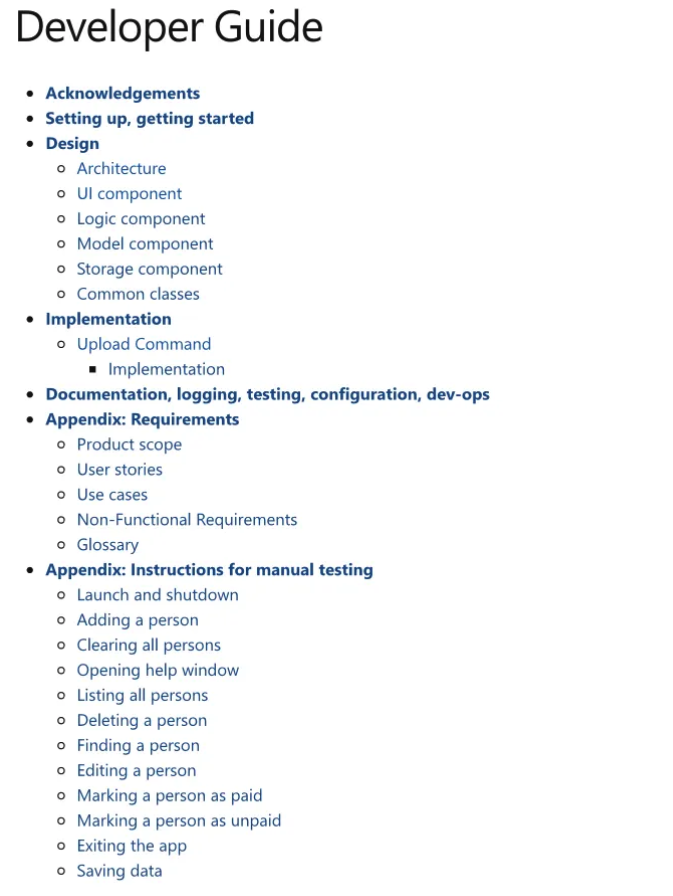 Developer Guide
Acknowledgements
Setting up, getting started
Design
Architecture
UI component
Logic component
Model component
Storage component
Common classes
Implementation
Upload Command
Implementation
Documentation, logging, testing, configuration, dev-ops
Appendix: Requirements
Product scope
User stories
Use cases
Non-Functional Requirements
Glossary
Appendix: Instructions for manual testing
Launch and shutdown
Adding a person
Clearing all persons
Opening help window
Listing all persons
Deleting a person
Finding a person
Editing a person
Marking a person as paid
Marking a person as unpaid
Exiting the app
Saving data